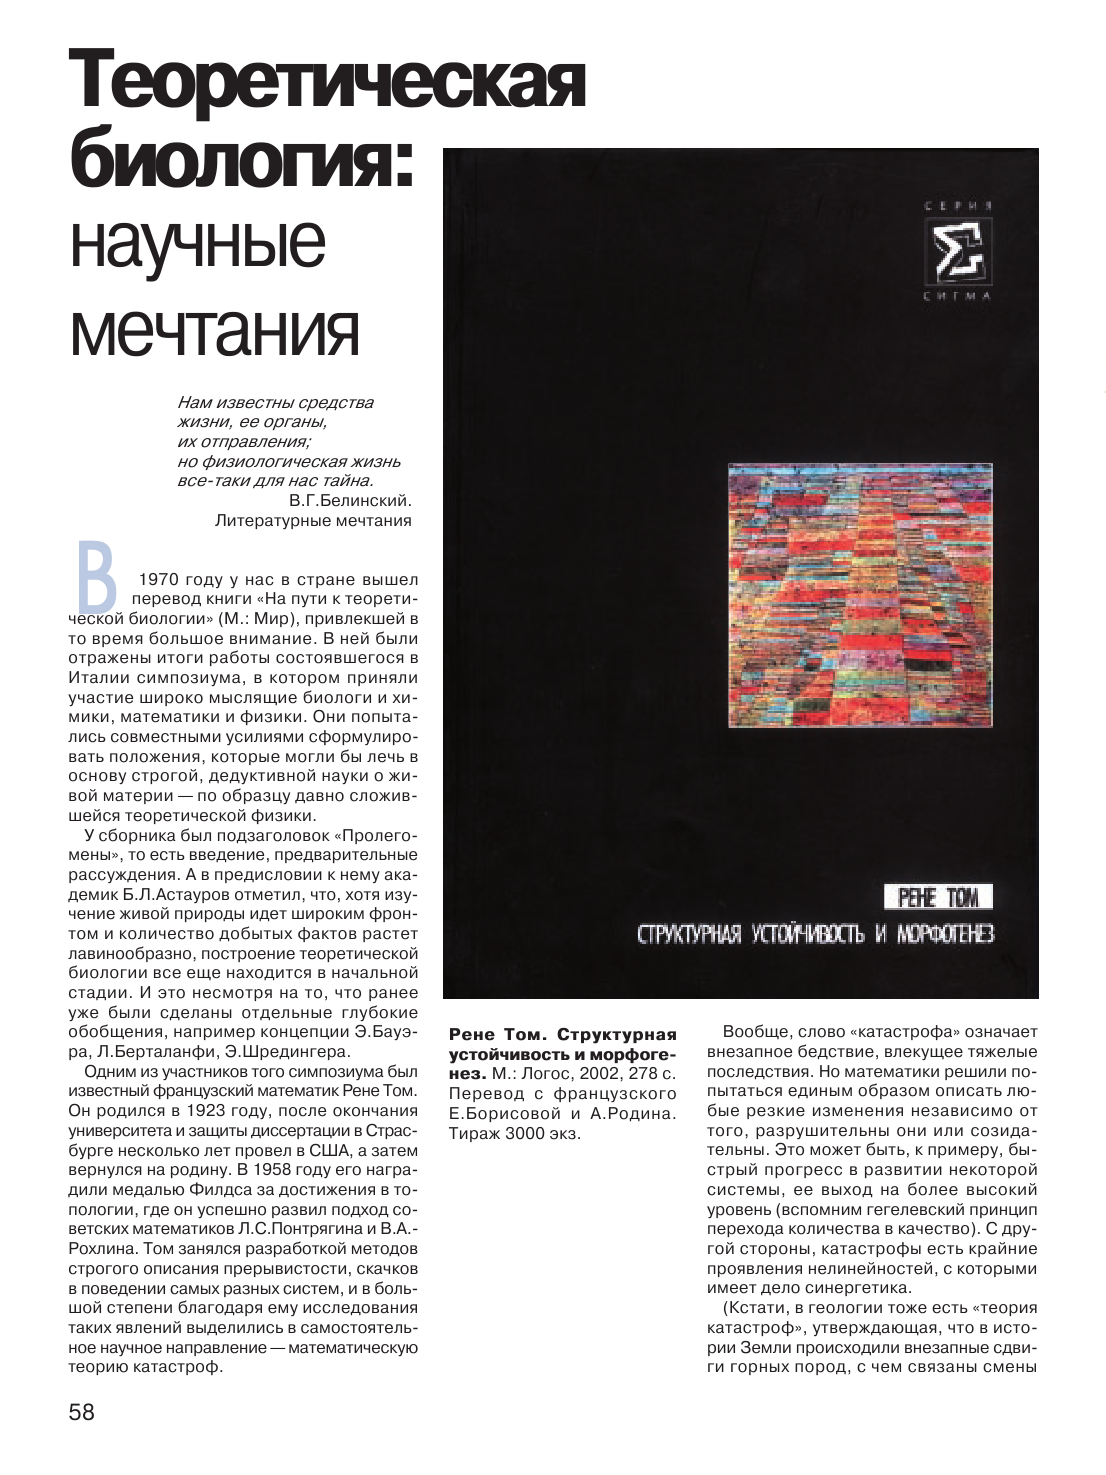 Теоретическая
биология:
научные
мечтания
Нам известны средства
жизни, ее органы,
их отправления;
но физиологическая жизнь
все-таки для нас тайна.
В.Г.Белинский.
Литературные мечтания
В 1970 году у нас в стране вышел
перевод книги «На пути к теорети-
ческой биологии» (М.: Мир), привлекшей в
то время большое внимание. В ней были
отражены итоги работы состоявшегося в
Италии симпозиума, в котором приняли
участие широко мыслящие биологи и хи-
мики, математики и физики. Они попыта-
лись совместными усилиями сформулиро-
вать положения, которые могли бы лечь в
основу строгой, дедуктивной науки о жи-
вой материи — по образцу давно сложив-
шейся теоретической физики.
У сборника был подзаголовок «Пролего-
мены», то есть введение, предварительные
рассуждения. А в предисловии к нему ака-
демик Б.Л.Астауров отметил, что, хотя изу-
чение живой природы идет широким фрон-
том и количество добытых фактов растет
лавинообразно, построение теоретической
биологии все еще находится в начальной
стадии. И это несмотря на то, что ранее
уже были сделаны отдельные глубокие
обобщения, например концепции Э.Бауэ-
ра, Л.Берталанфи, Э.Шредингера.
Одним из участников того симпозиума был
известный французский математик Рене Том.
Он родился в 1923 году, после окончания
университета и защиты диссертации в Страс-
бурге несколько лет провел в США, а затем
вернулся на родину. В 1958 году его награ-
дили медалью Филдса за достижения в то-
пологии, где он успешно развил подход со-
ветских математиков Л.С.Понтрягина и В.А.-
Рохлина. Том занялся разработкой методов
строгого описания прерывистости, скачков
в поведении самых разных систем, и в боль-
шой степени благодаря ему исследования
таких явлений выделились в самостоятель-
ное научное направление — математическую
теорию катастроф.
СЕРИЯ
Σ
СИГМА
РЕНЕ ТОМ
СТРУКТУРНАЯ УСТОЙЧИВОСТЬ И МОРФОГЕНЕЗ
Рене Том. Структурная
устойчивость и морфоге-
нез. М.: Логос, 2002, 278 с.
Перевод с французского
Е.Борисовой и А.Родина.
Тираж 3000 экз.
Вообще, слово «катастрофа» означает
внезапное бедствие, влекущее тяжелые
последствия. Но математики решили по-
пытаться единым образом описать лю-
бые резкие изменения независимо от
того, разрушительны они или созида-
тельны. Это может быть, к примеру, бы-
стрый прогресс в развитии некоторой
системы, ее выход на более высокий
уровень (вспомним гегелевский принцип
перехода количества в качество). С дру-
гой стороны, катастрофы есть крайние
проявления нелинейностей, с которыми
имеет дело синергетика.
(Кстати, в геологии тоже есть «теория
катастроф», утверждающая, что в исто-
рии Земли происходили внезапные сдви-
ги горных пород, с чем связаны смены
58